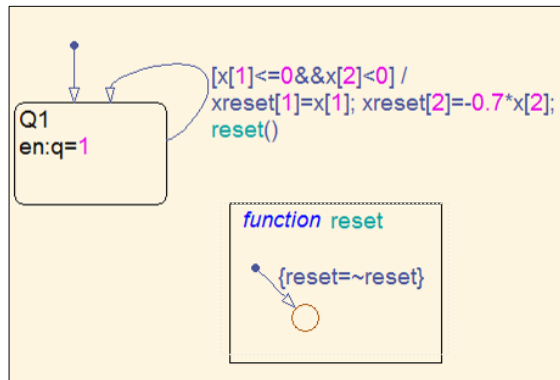 [x[1]<=0&&x[2]<0] /
xreset[1]=x[1]; xreset[2]=-0.7*x[2];
reset()
Q1
en:q=1
function reset
{reset=~reset}